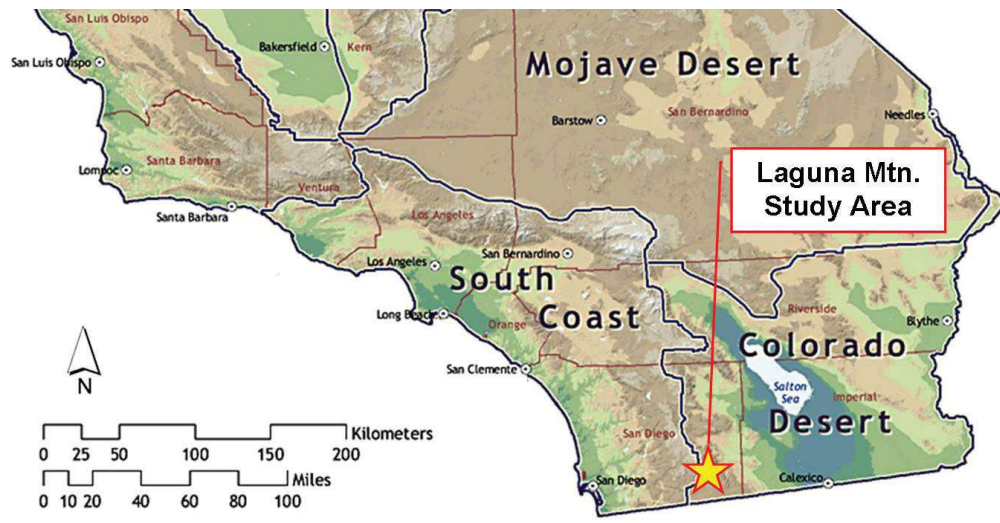 San Luis Obispo
Bakersfield
Kern
San Luis Obispo
Mojave Desert
San Bernardino
Barstow
Needles
Santa Barbara
Lompoc
Ventura
Laguna Mtn.
Study Area
Santa Barbara
Los Angeles
San Bernardino
Los Angeles
South
Coast
Long Beach
Orange
Riverside
Blythe
Colorado
Desert
San Clemente
Salton
Sea
Imperial
N
San Diego
Kilometers
0 25 50 100 150 200
Miles
0 10 20 40 60 80 100
San Diego
Calexico